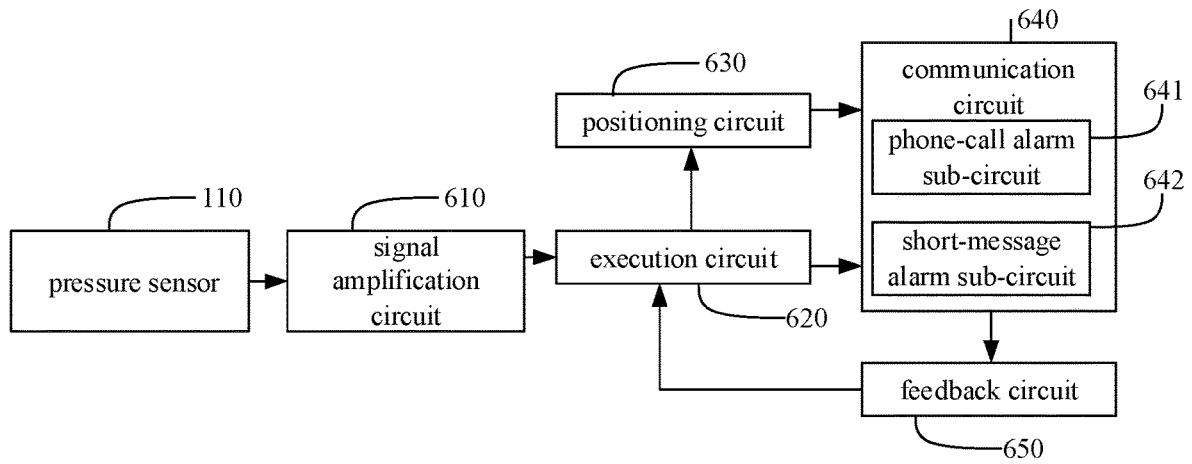 640
630
communication
circuit
641
positioning circuit
phone-call alarm
sub-circuit
110
610
642
pressure sensor
signal
amplification
circuit
execution circuit
short-message
alarm sub-circuit
620
feedback circuit
650